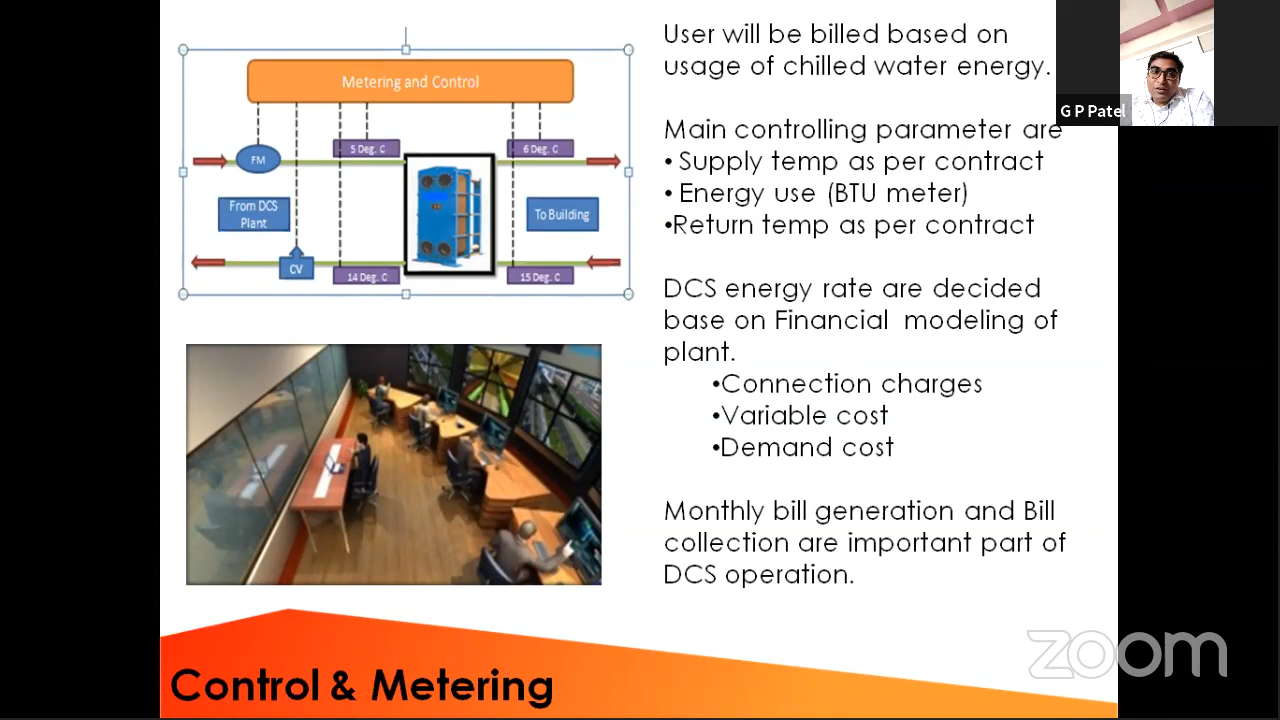 Metering and Control
FM
5 Deg. C
6 Deg. C
From DCS
Plant
To Building
CV
14 Deg. C
15 Deg. C
User will be billed based on
usage of chilled water energy.
Main controlling parameter are
• Supply temp as per contract
• Energy use (BTU meter)
•Return temp as per contract
DCS energy rate are decided
base on Financial modeling of
plant.
•Connection charges
•Variable cost
•Demand cost
Monthly bill generation and Bill
collection are important part of
DCS operation.
G P Patel
zoom
Control & Metering